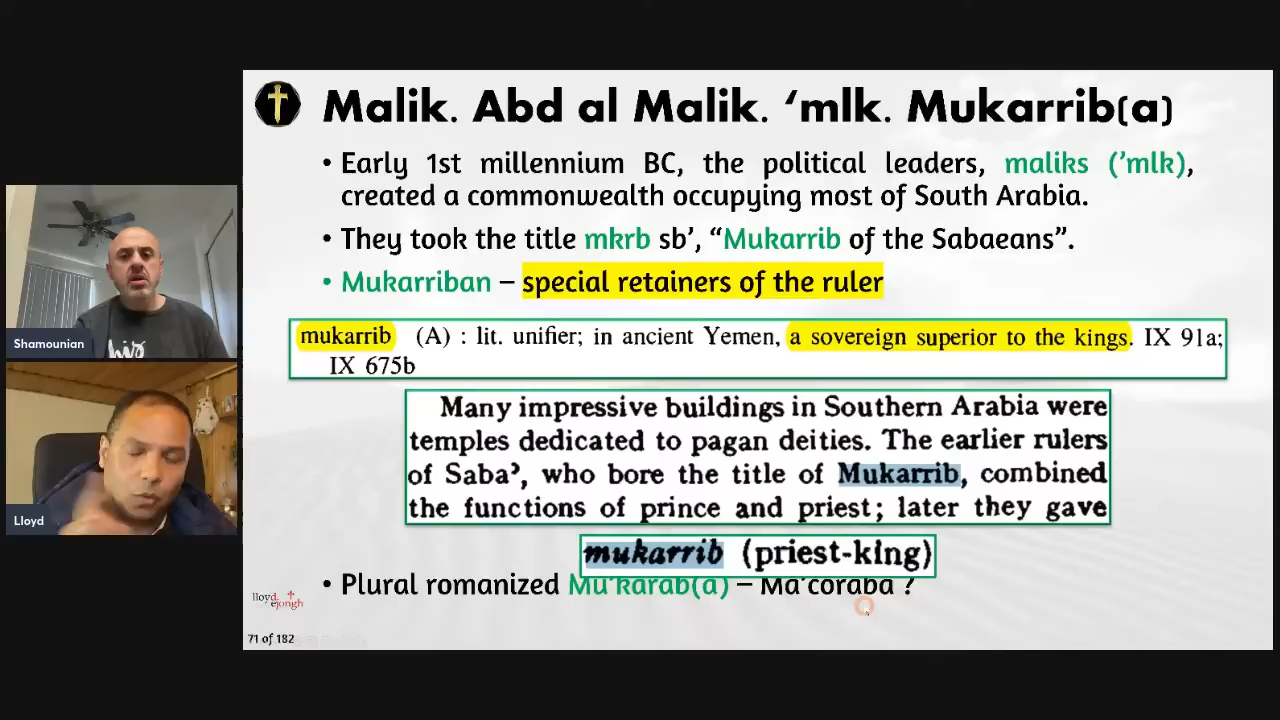 Malik. Abd al Malik. ‘mlk. Mukarrib(a)
• Early 1st millennium BC, the political leaders, maliks (’mlk),
created a commonwealth occupying most of South Arabia.
• They took the title mkrb sb’, “Mukarrib of the Sabaeans”.
• Mukarriban – special retainers of the ruler
mukarrib (A) : lit. unifier; in ancient Yemen, a sovereign superior to the kings. IX 91a;
IX 675b
Many impressive buildings in Southern Arabia were
temples dedicated to pagan deities. The earlier rulers
of Saba’, who bore the title of Mukarrib, combined
the functions of prince and priest; later they gave
mukarrib (priest-king)
• Plural romanized Mu’karab(a) – Ma’coraba ?
Shamounian
Lloyd
lloyd
de jongh
71 of 182